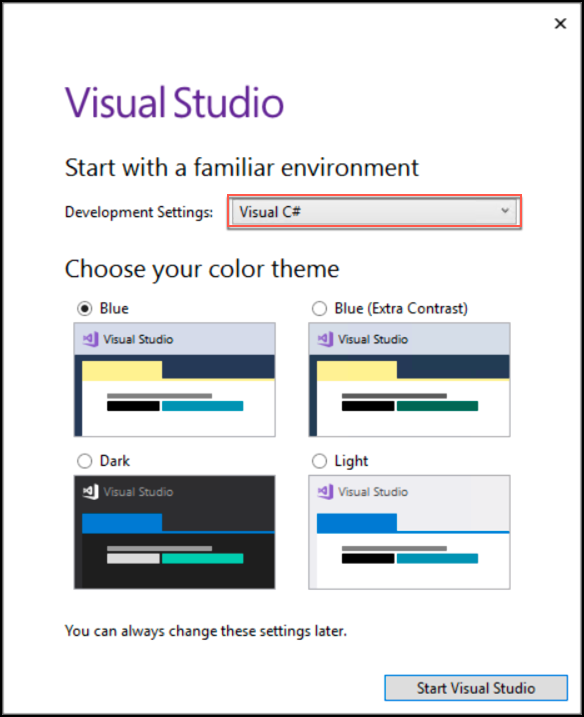 Visual Studio
Start with a familiar environment
Development Settings: Visual C#
Choose your color theme
Blue
Blue (Extra Contrast)
Visual Studio
Visual Studio
Dark
Light
Visual Studio
Visual Studio
You can always change these settings later.
Start Visual Studio